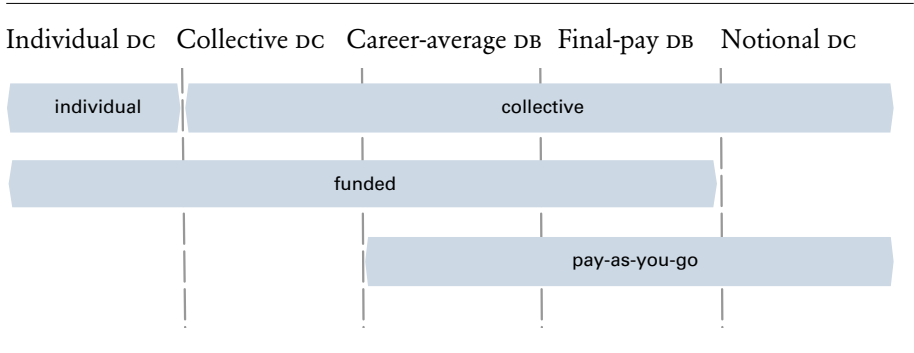 Individual DC Collective DC Career-average DB Final-pay DB Notional DC
individual collective
funded
pay-as-you-go